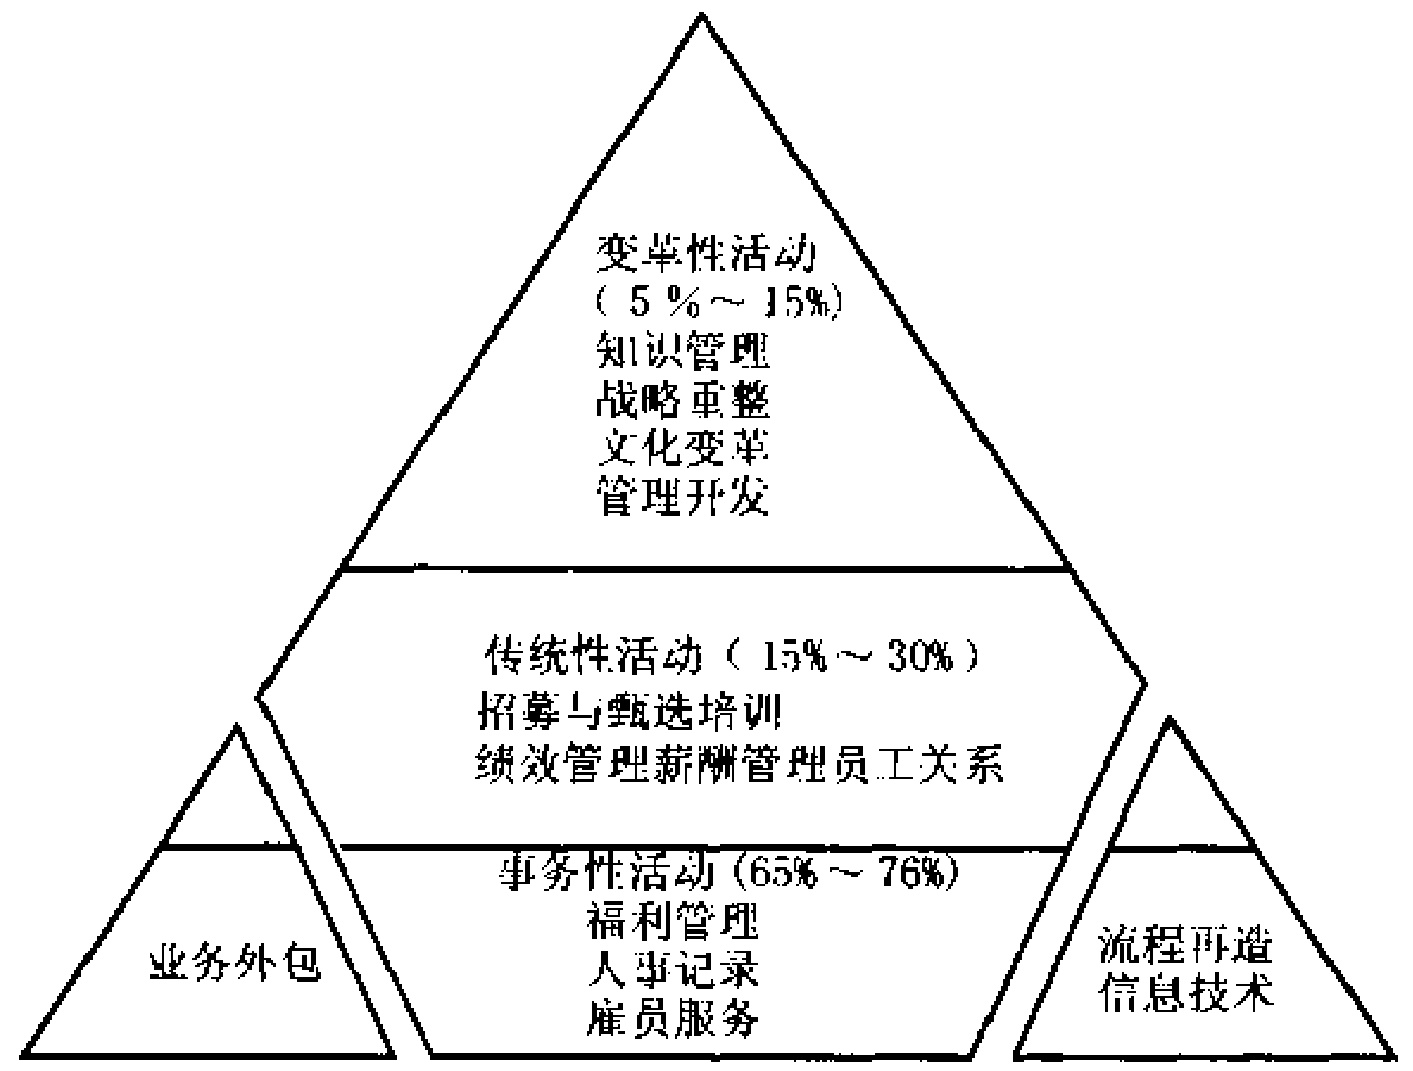 变革性活动
(5%～15%)
知识管理
战略重整
文化变革
管理开发
传统性活动(15%～30%)
招募与甄选培训
绩效管理薪酬管理员工关系
事务性活动(65%～76%)
福利管理
人事记录
雇员服务
业务外包
流程再造
信息技术